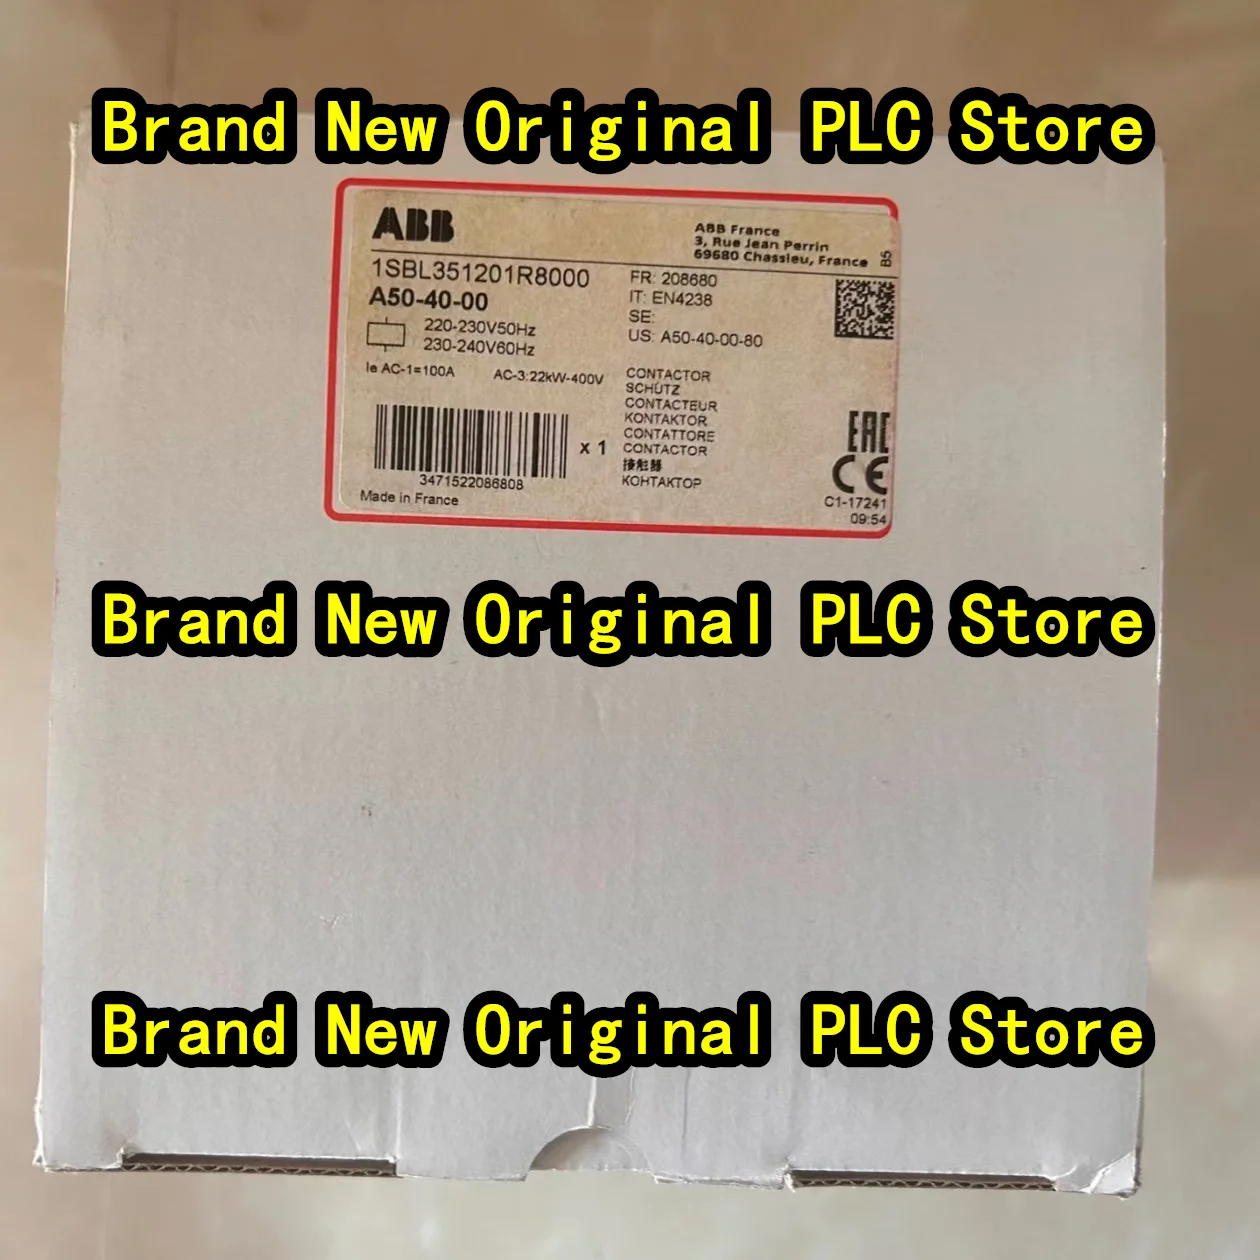 Brand New Original PLC Store
ABB
ABB France
3, Rue Jean Perrin
69680 Chassieu, France
B5
1SBL351201R8000
A50-40-00
220-230V50Hz
230-240V60Hz
Ie AC-1=100A AC-3:22kW-400V
FR: 208680
IT: EN4238
SE:
US: A50-40-00-80
CONTACTOR
SCHÜTZ
CONTACTEUR
KONTAKTOR
CONTATTORE
CONTACTOR
接触器
КОНТАКТОР
x 1
3471522086808
Made in France
EAC
CE
C1-17241
09:54
Brand New Original PLC Store
Brand New Original PLC Store